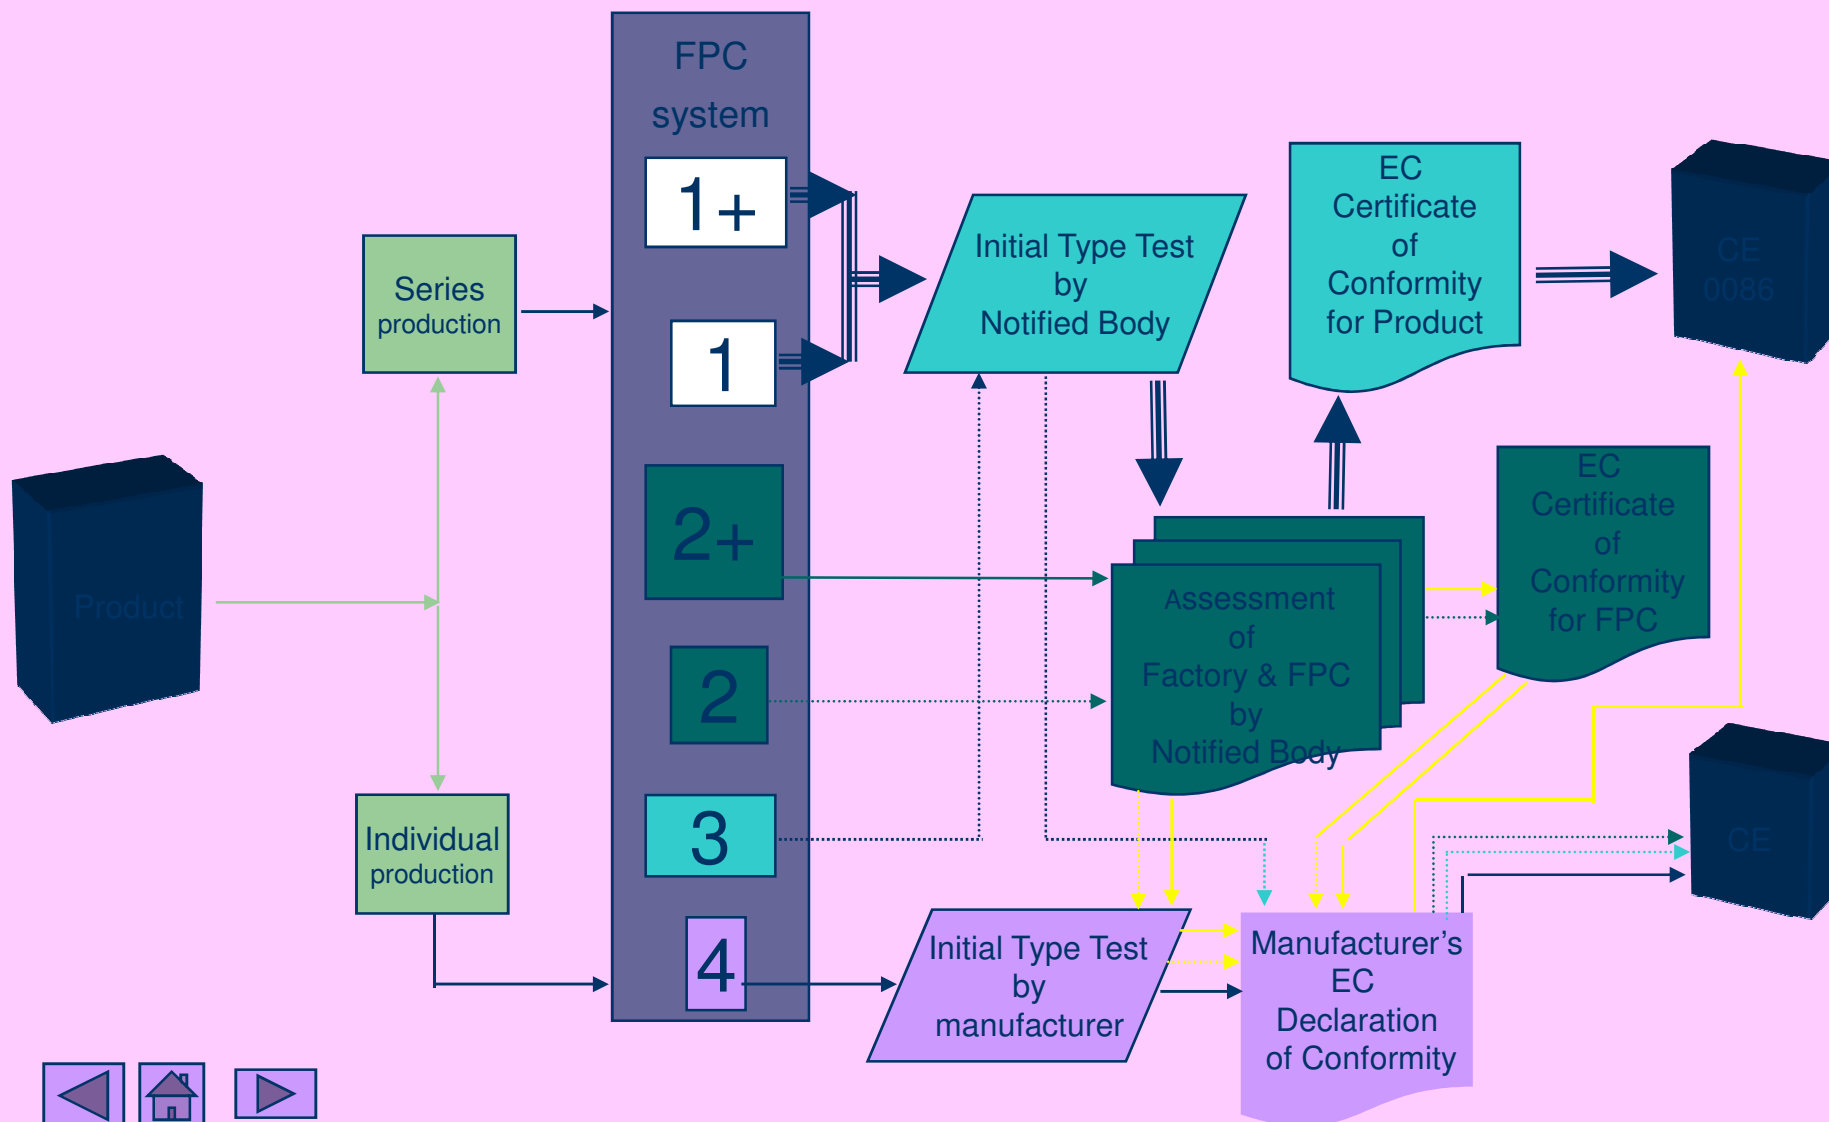 FPC
system
1+
1
2+
2
3
4
Product
Series
production
Individual
production
Initial Type Test
by
Notified Body
EC
Certificate
of
Conformity
for Product
CE
0086
Assessment
of
Factory & FPC
by
Notified Body
EC
Certificate
of
Conformity
for FPC
CE
Initial Type Test
by
manufacturer
Manufacturer’s
EC
Declaration
of Conformity